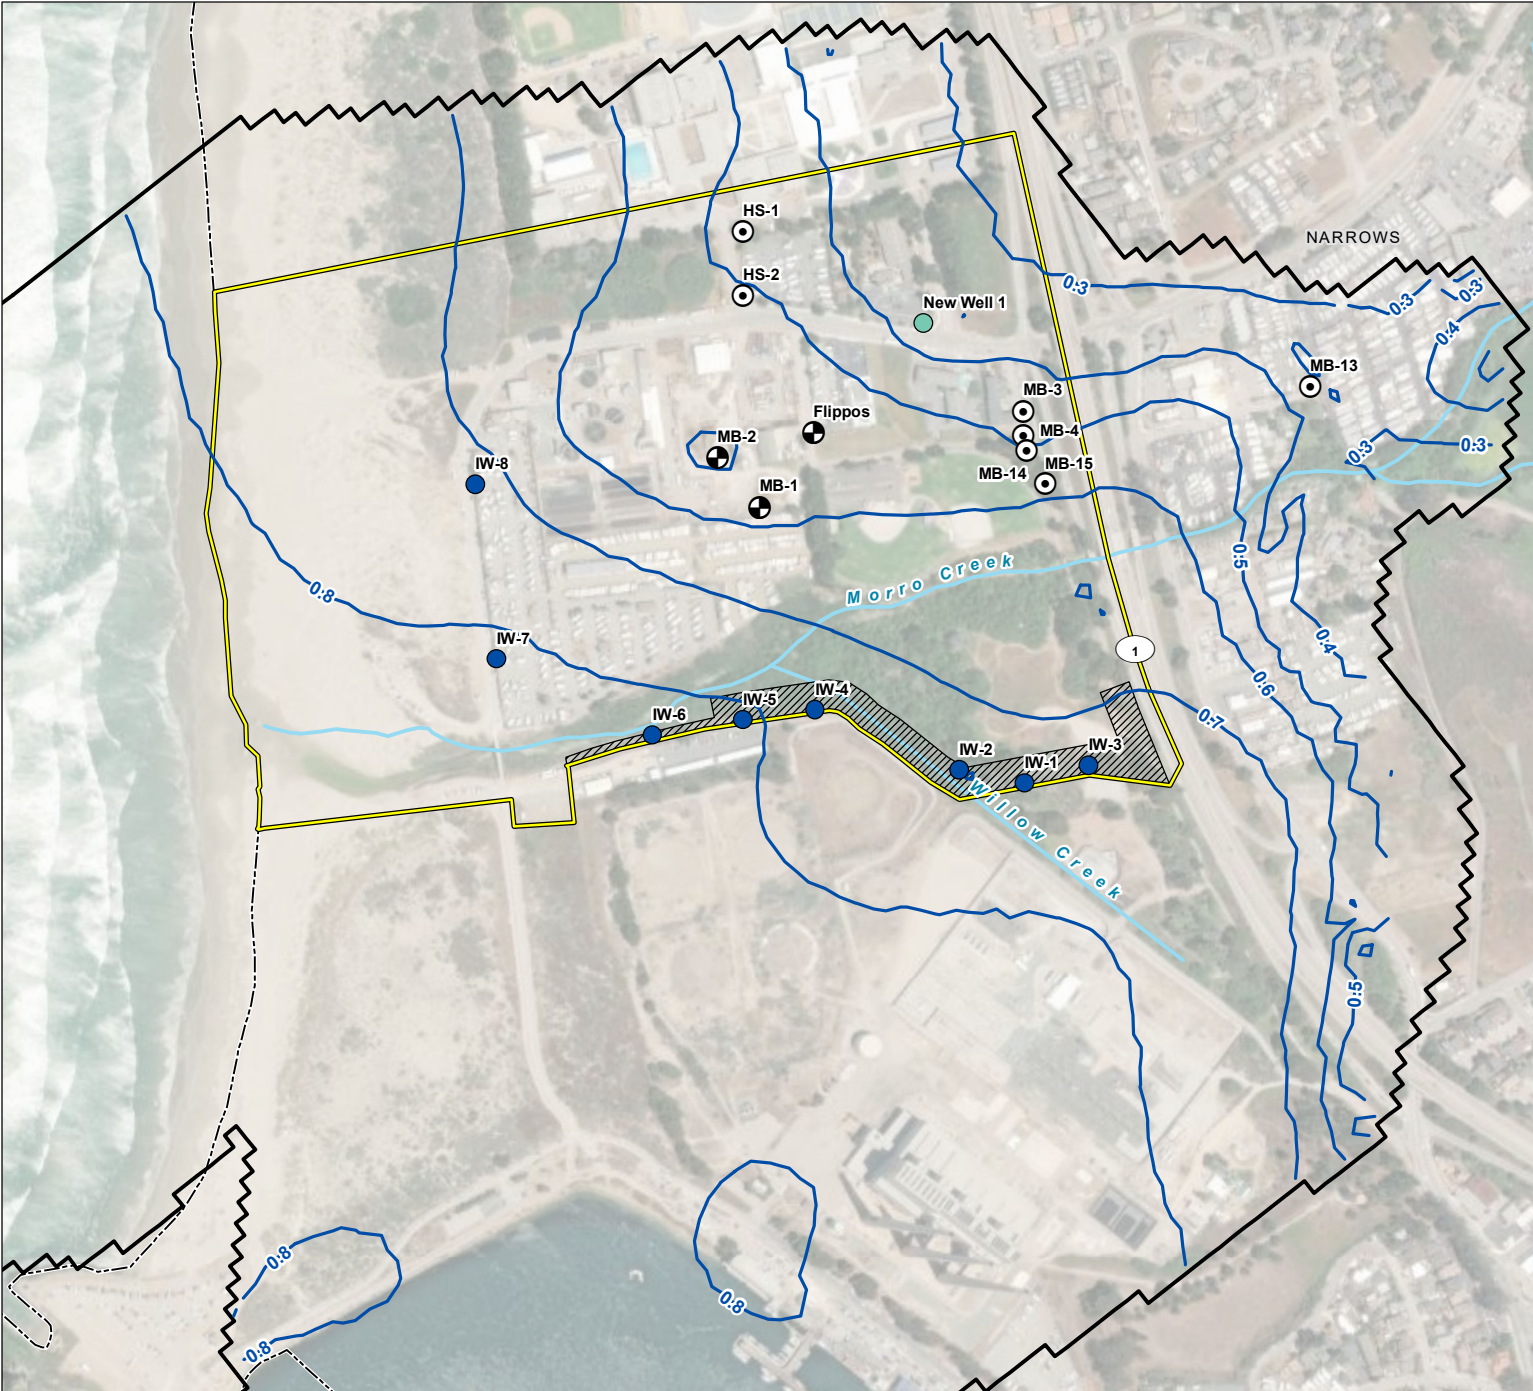 NARROWS
HS-1
HS-2
0.3
0.3
0.3
New Well 1
0.4
MB-13
MB-3
Flippos
MB-4
MB-2
0.3
0.3
IW-8
MB-14
MB-15
MB-1
0.5
Morro Creek
0.8
IW-7
0.4
1
0.6
IW-4
IW-5
IW-6
0.7
IW-2
IW-3
IW-1
Willow Creek
0.5
0.8
0.8
0.8